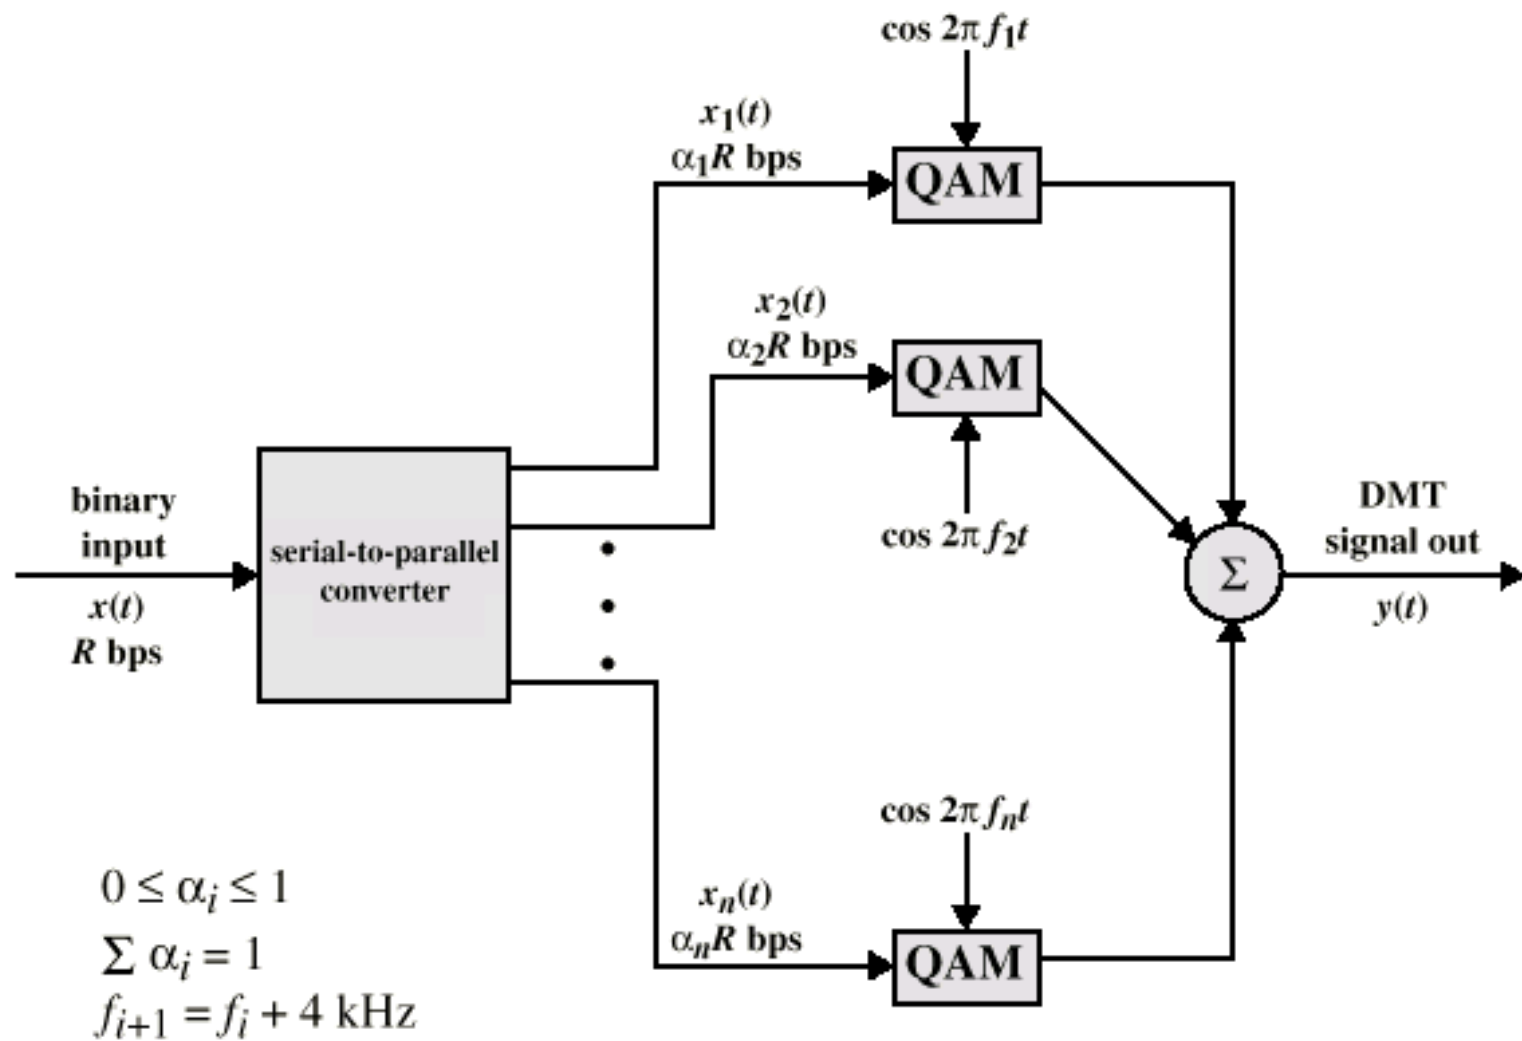 cos 2π f₁t
x₁(t)
α₁R bps
QAM
x₂(t)
α₂R bps
QAM
cos 2π f₂t
binary
input
x(t)
R bps
serial-to-parallel
converter
•
•
•
Σ
DMT
signal out
y(t)
cos 2π fₙt
xₙ(t)
αₙR bps
QAM
0 ≤ αᵢ ≤ 1
Σ αᵢ = 1
fᵢ₊₁ = fᵢ + 4 kHz